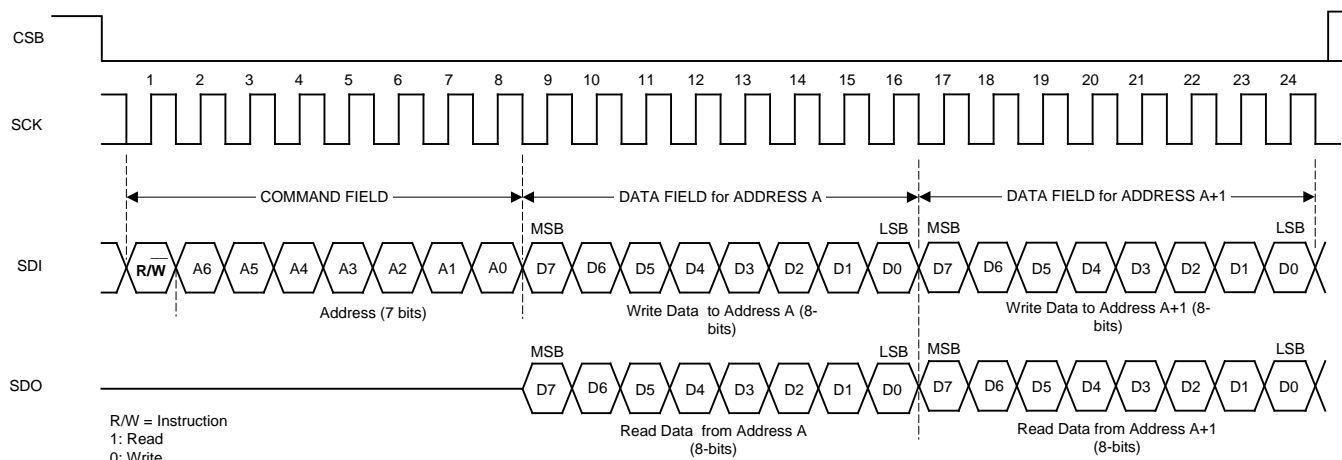 CSB
1 2 3 4 5 6 7 8 9 10 11 12 13 14 15 16 17 18 19 20 21 22 23 24
SCK
COMMAND FIELD DATA FIELD for ADDRESS A DATA FIELD for ADDRESS A+1
MSB LSB MSB LSB
SDI R/W A6 A5 A4 A3 A2 A1 A0 D7 D6 D5 D4 D3 D2 D1 D0 D7 D6 D5 D4 D3 D2 D1 D0
Address (7 bits) Write Data to Address A (8- Write Data to Address A+1 (8-
bits) bits)
MSB LSB MSB LSB
SDO D7 D6 D5 D4 D3 D2 D1 D0 D7 D6 D5 D4 D3 D2 D1 D0
R/W = Instruction
1: Read Read Data from Address A Read Data from Address A+1
0: Write (8-bits) (8-bits)